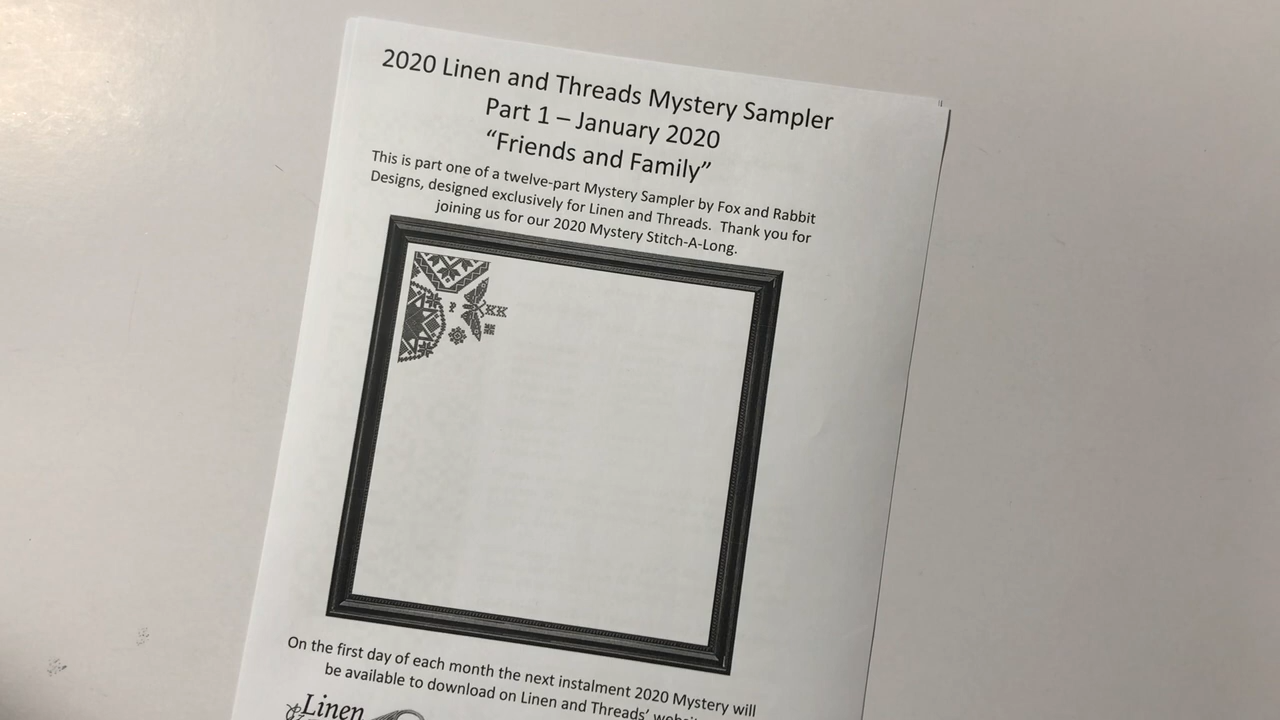 2020 Linen and Threads Mystery Sampler
Part 1 – January 2020
“Friends and Family”
This is part one of a twelve-part Mystery Sampler by Fox and Rabbit
Designs, designed exclusively for Linen and Threads. Thank you for
joining us for our 2020 Mystery Stitch-A-Long.
On the first day of each month the next instalment 2020 Mystery will
be available to download on Linen and Threads’
Linen